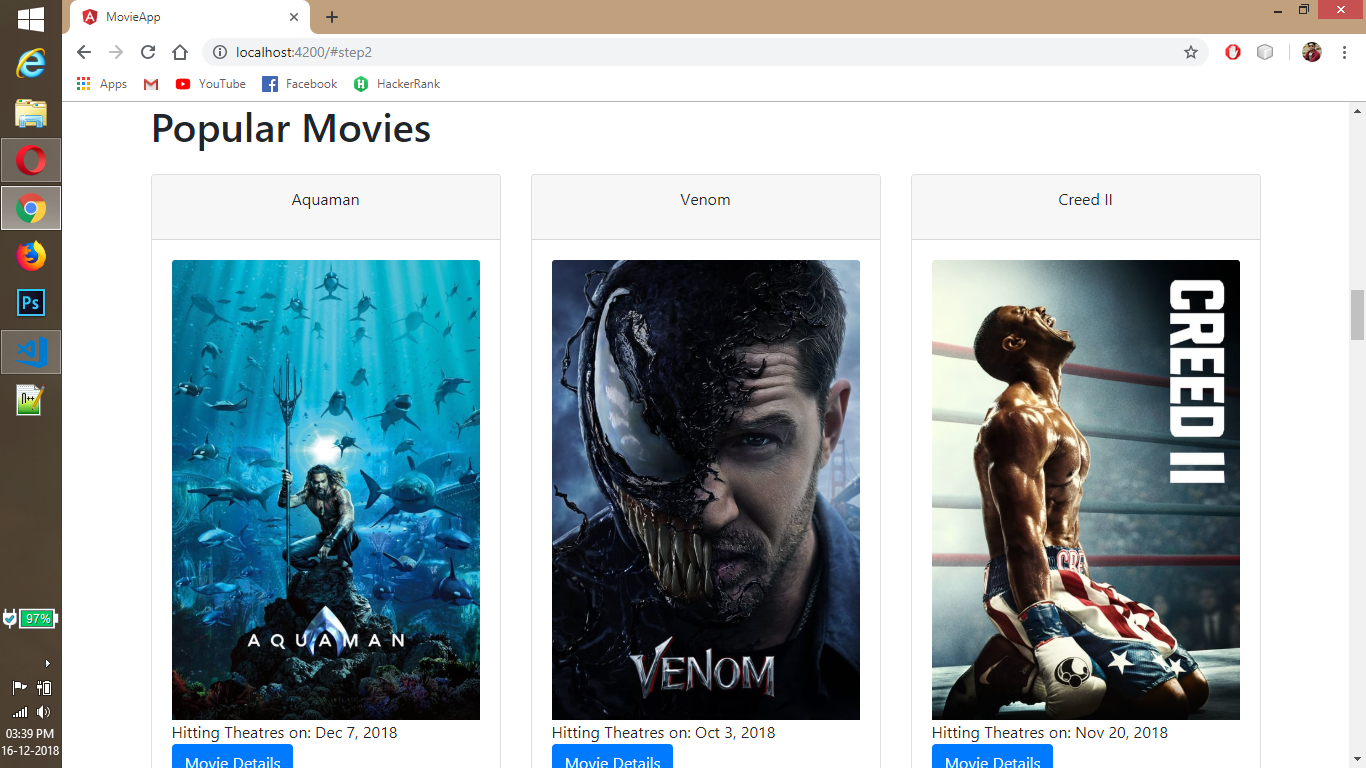 MovieApp
localhost:4200/#step2
Apps
YouTube
Facebook
HackerRank
Popular Movies
Aquaman
Venom
Creed II
AQUAMAN
VENOM
CREED II
CRE
Hitting Theatres on: Dec 7, 2018
Hitting Theatres on: Oct 3, 2018
Hitting Theatres on: Nov 20, 2018
Movie Details
Movie Details
Movie Details
Ps
97%
03:39 PM
16-12-2018